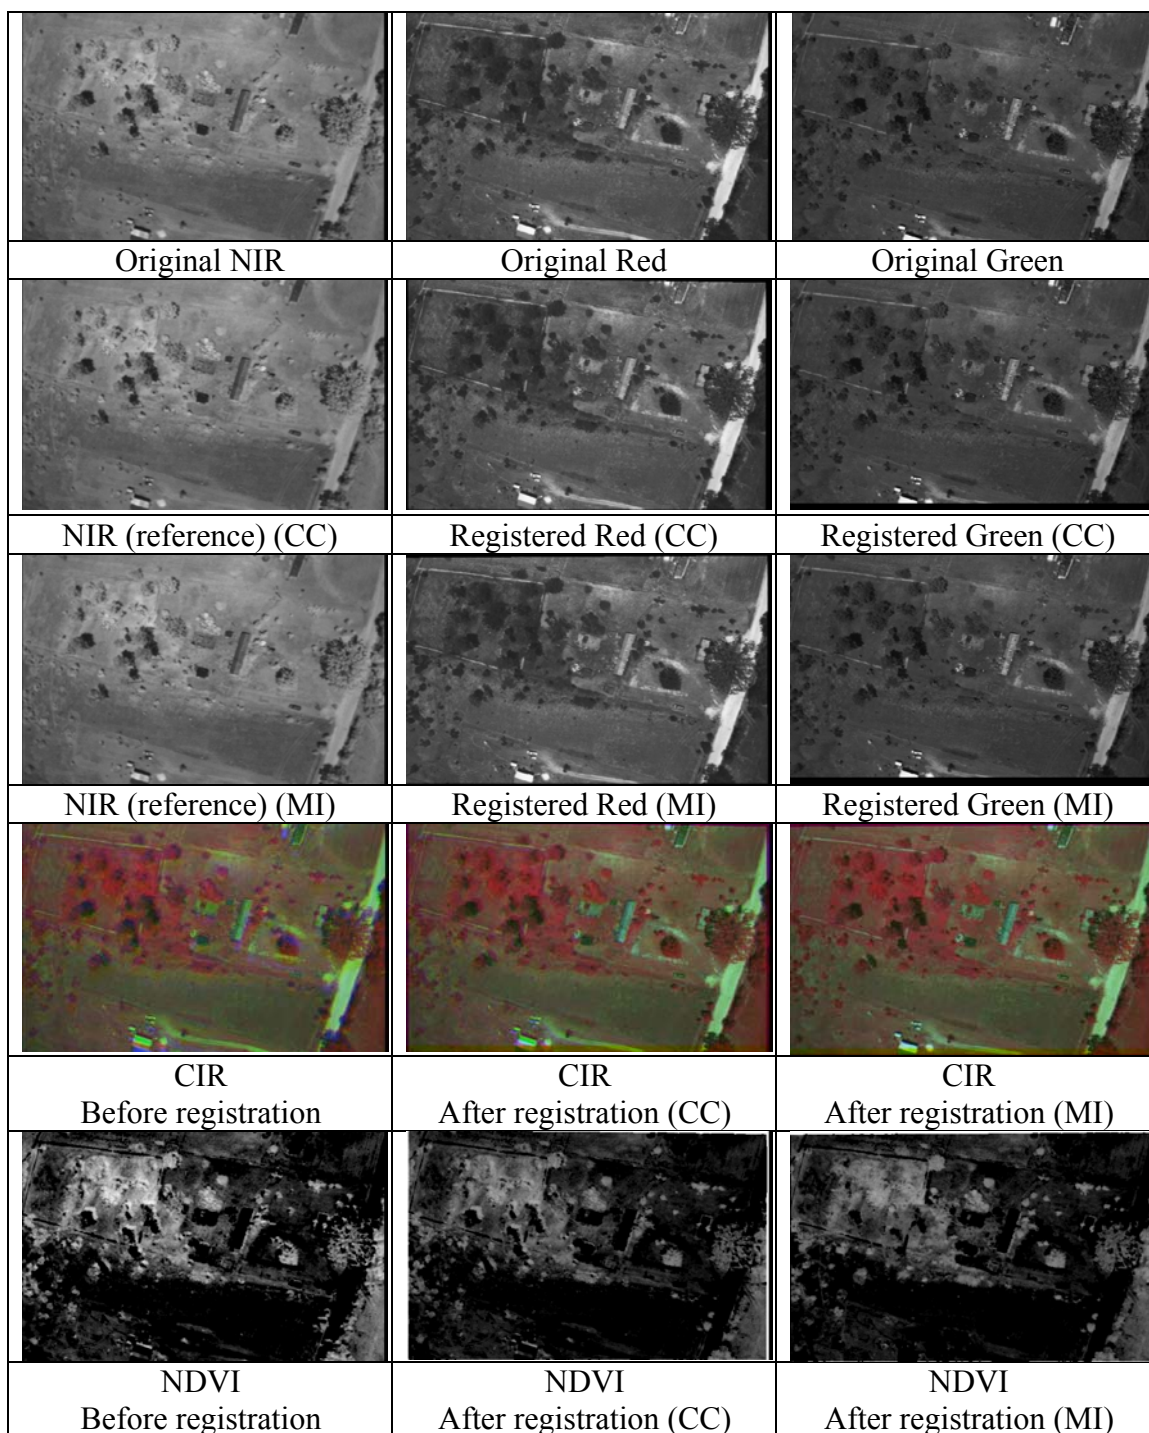 Original NIR
Original Red
Original Green
NIR (reference) (CC)
Registered Red (CC)
Registered Green (CC)
NIR (reference) (MI)
Registered Red (MI)
Registered Green (MI)
CIR
Before registration
CIR
After registration (CC)
CIR
After registration (MI)
NDVI
Before registration
NDVI
After registration (CC)
NDVI
After registration (MI)